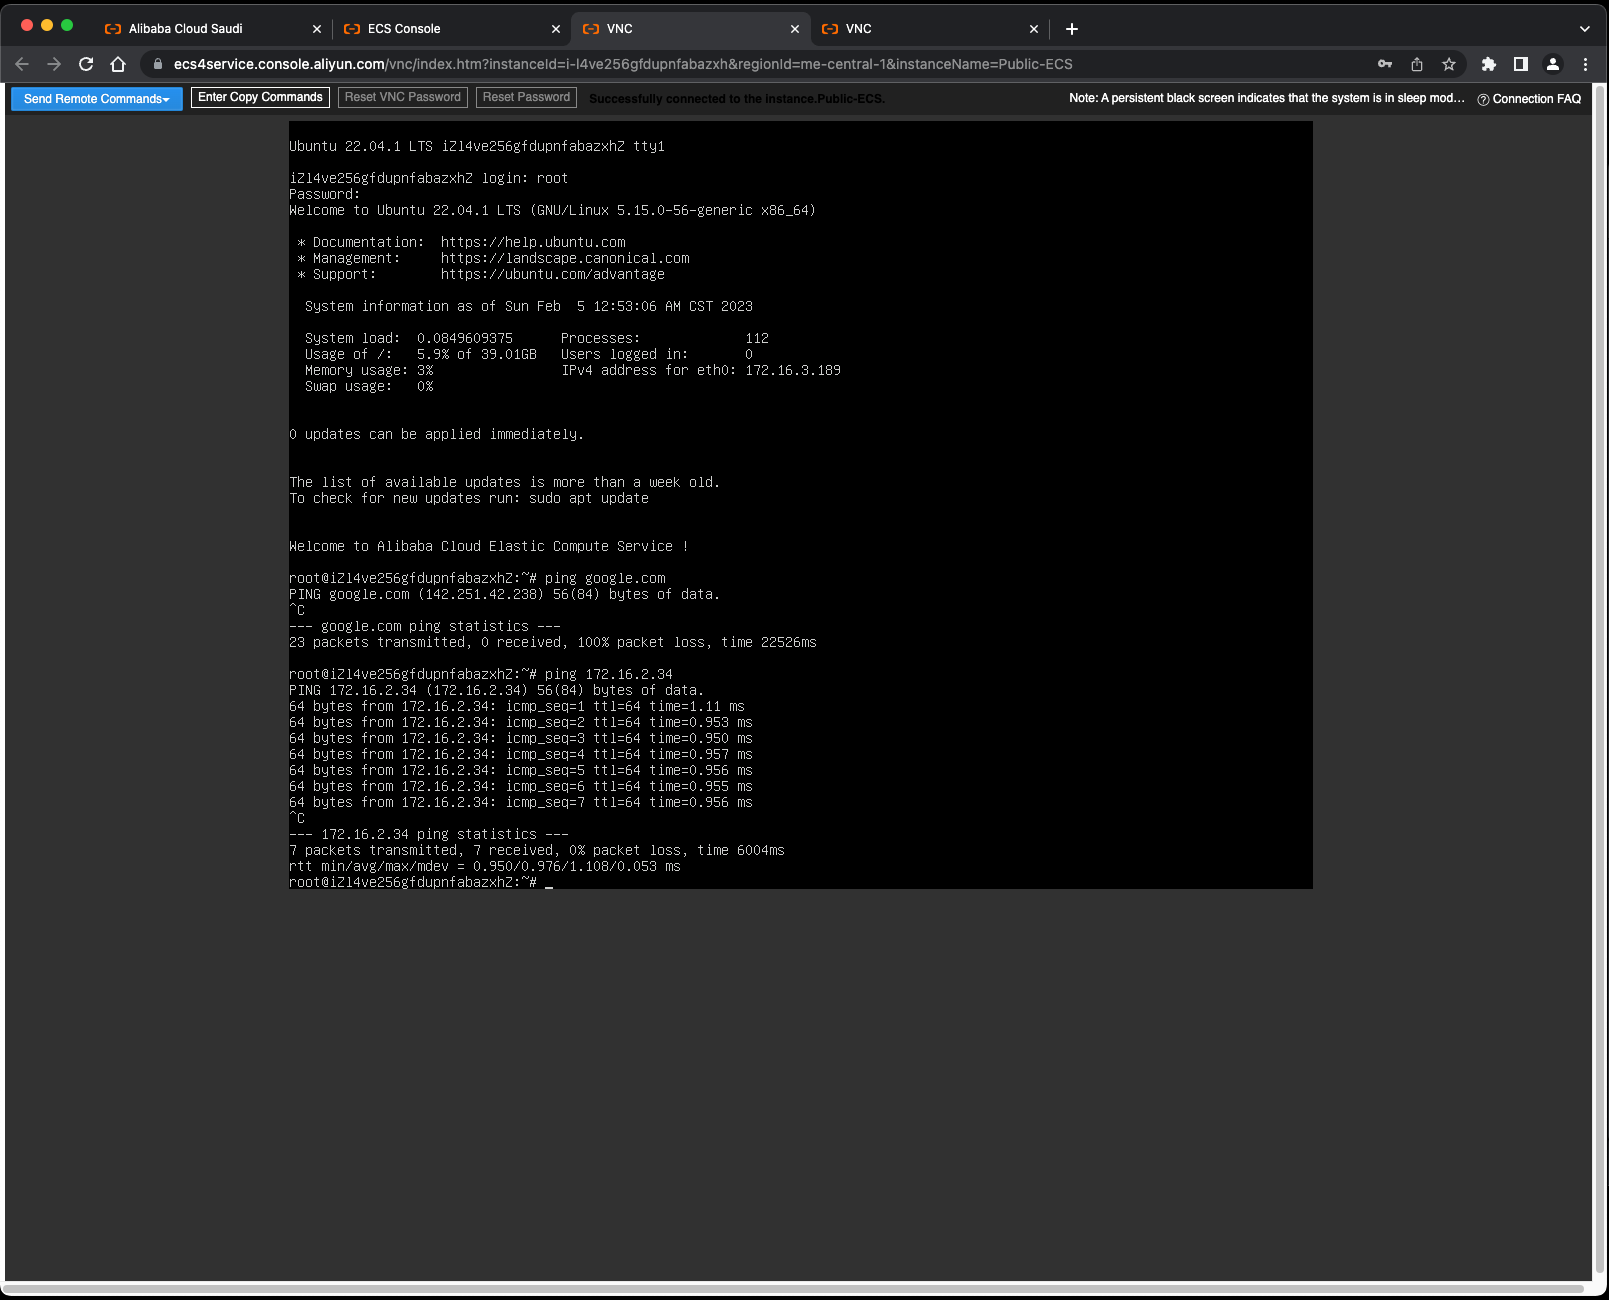 Alibaba Cloud Saudi
ECS Console
VNC
VNC
ecs4service.console.aliyun.com/vnc/index.htm?instanceId=i-l4ve256gfdupnfabazxh&regionId=me-central-1&instanceName=Public-ECS
Send Remote Commands
Enter Copy Commands
Reset VNC Password
Reset Password
Successfully connected to the instance.Public-ECS.
Note: A persistent black screen indicates that the system is in sleep mod...
Connection FAQ
Ubuntu 22.04.1 LTS iZl4ve256gfdupnfabazxhZ tty1
iZl4ve256gfdupnfabazxhZ login: root
Password:
Welcome to Ubuntu 22.04.1 LTS (GNU/Linux 5.15.0-56-generic x86_64)
* Documentation:  https://help.ubuntu.com
* Management:     https://landscape.canonical.com
* Support:        https://ubuntu.com/advantage
System information as of Sun Feb  5 12:53:06 AM CST 2023
System load:  0.0849609375      Processes:             112
Usage of /:   5.9% of 39.01GB   Users logged in:       0
Memory usage: 3%                IPv4 address for eth0: 172.16.3.189
Swap usage:   0%
0 updates can be applied immediately.
The list of available updates is more than a week old.
To check for new updates run: sudo apt update
Welcome to Alibaba Cloud Elastic Compute Service !
root@iZl4ve256gfdupnfabazxhZ:~# ping google.com
PING google.com (142.251.42.238) 56(84) bytes of data.
^C
--- google.com ping statistics ---
23 packets transmitted, 0 received, 100% packet loss, time 22526ms
root@iZl4ve256gfdupnfabazxhZ:~# ping 172.16.2.34
PING 172.16.2.34 (172.16.2.34) 56(84) bytes of data.
64 bytes from 172.16.2.34: icmp_seq=1 ttl=64 time=1.11 ms
64 bytes from 172.16.2.34: icmp_seq=2 ttl=64 time=0.953 ms
64 bytes from 172.16.2.34: icmp_seq=3 ttl=64 time=0.950 ms
64 bytes from 172.16.2.34: icmp_seq=4 ttl=64 time=0.957 ms
64 bytes from 172.16.2.34: icmp_seq=5 ttl=64 time=0.956 ms
64 bytes from 172.16.2.34: icmp_seq=6 ttl=64 time=0.955 ms
64 bytes from 172.16.2.34: icmp_seq=7 ttl=64 time=0.956 ms
^C
--- 172.16.2.34 ping statistics ---
7 packets transmitted, 7 received, 0% packet loss, time 6004ms
rtt min/avg/max/mdev = 0.950/0.976/1.108/0.053 ms
root@iZl4ve256gfdupnfabazxhZ:~# _